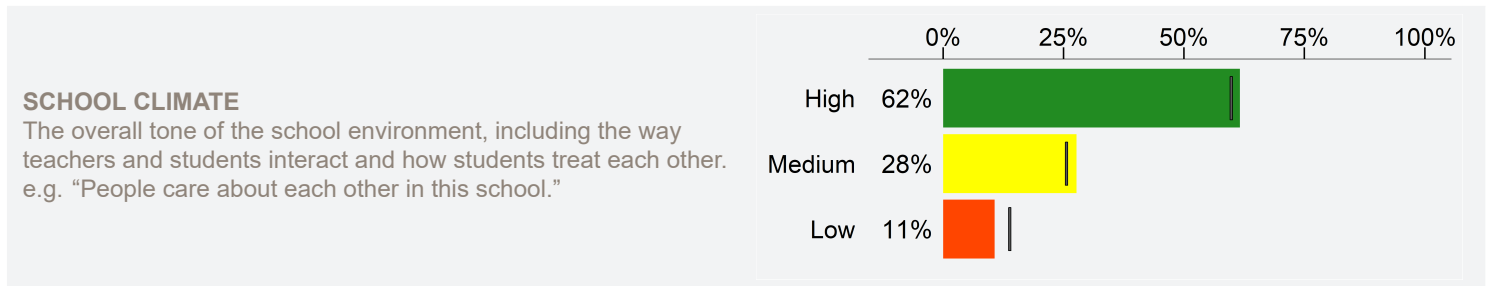 SCHOOL CLIMATE
The overall tone of the school environment, including the way
teachers and students interact and how students treat each other.
e.g. “People care about each other in this school.”
0% 25% 50% 75% 100%
High 62%
Medium 28%
Low 11%